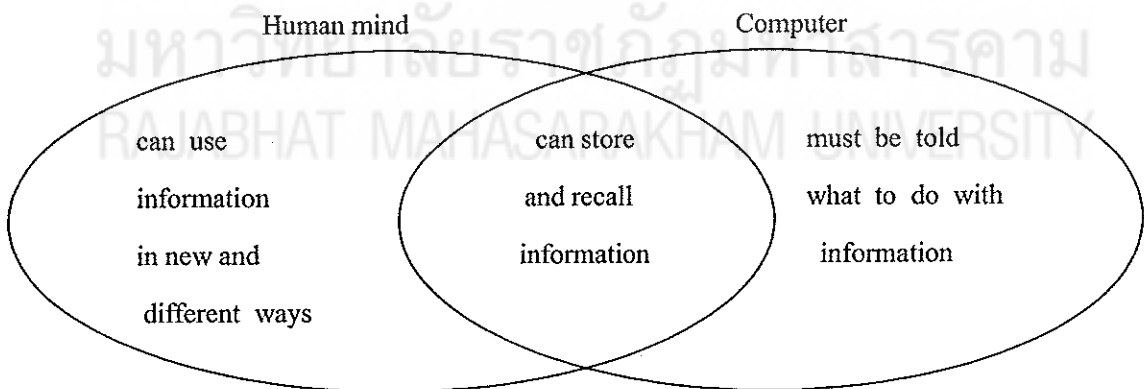 Human mind
Computer
มหาวิทยาลัยราชภัฏมหาสารคาม
RAJABHAT MAHASARAKHAM UNIVERSITY
can use
information
in new and
different ways
can store
and recall
information
must be told
what to do with
information